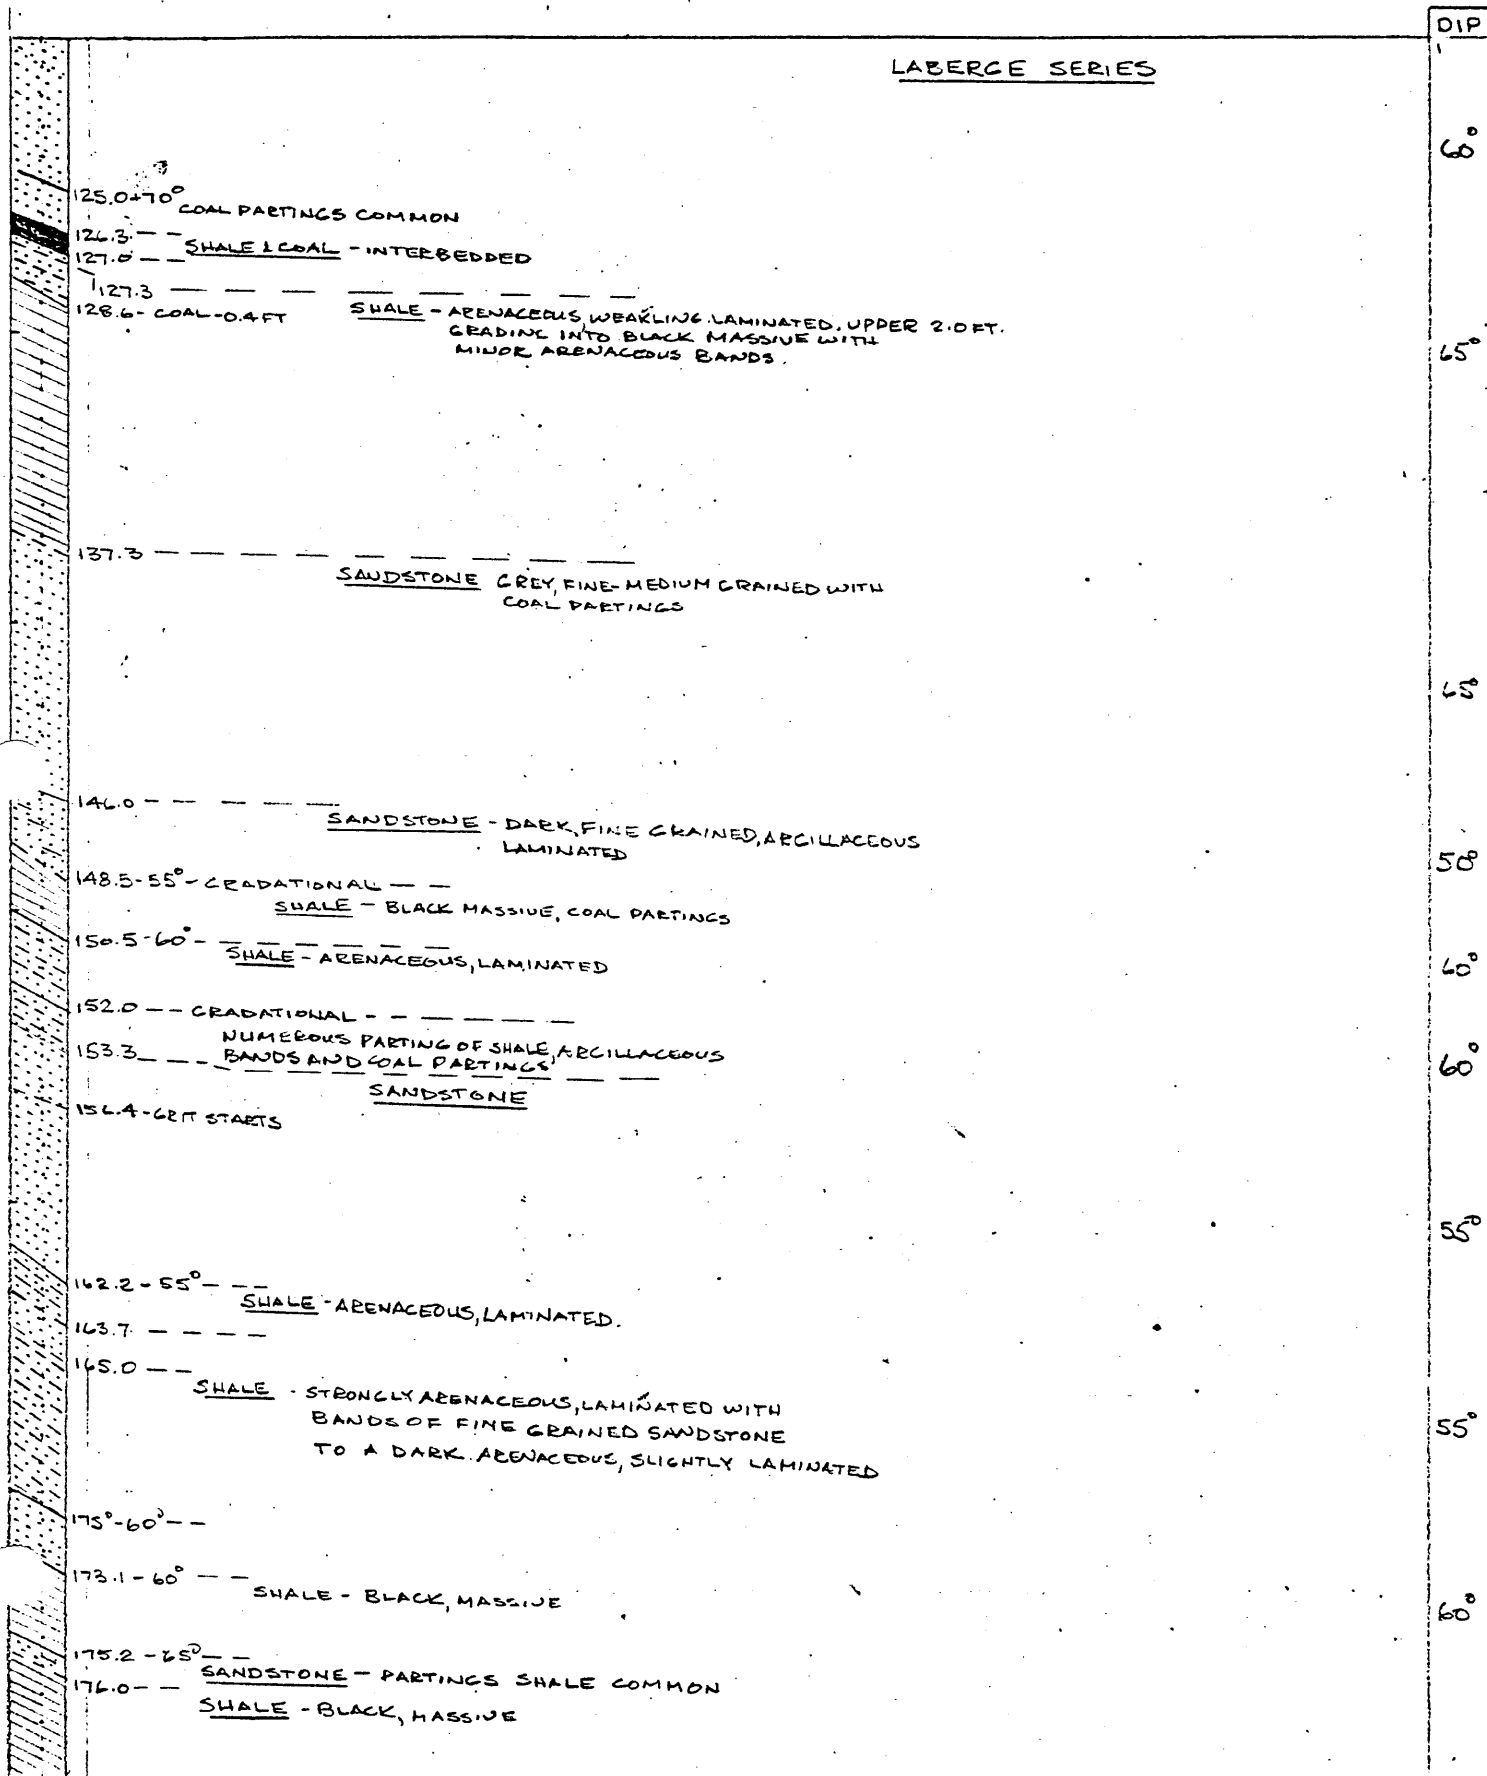 DIP
LABERGE SERIES
60°
125.0+70° COAL PARTINGS COMMON
126.3 - -
SHALE & COAL - INTERBEDDED
127.0 - -
127.3 - - - - - - - - -
128.6 - COAL - 0.4 FT
SHALE - ARENACEOUS, WEAKLING. LAMINATED. UPPER 2.0 FT.
GRADING INTO BLACK MASSIVE WITH
65°
MINOR ARENACEOUS BANDS.
137.3 - - - - - - - - -
SANDSTONE GREY, FINE-MEDIUM GRAINED WITH
COAL PARTINGS
65°
146.0 - - - - - -
SANDSTONE - DARK, FINE GRAINED, ARGILLACEOUS
LAMINATED
50°
148.5-55° - GRADATIONAL - -
SHALE - BLACK MASSIVE, COAL PARTINGS
150.5-60° - - - - - -
SHALE - ARENACEOUS, LAMINATED
60°
152.0 - - GRADATIONAL - - - - - -
NUMEROUS PARTING OF SHALE, ARGILLACEOUS
153.3 - - - BANDS AND COAL PARTINGS
60°
SANDSTONE
156.4 - GRIT STARTS
55°
162.2 - 55° - - -
SHALE - ARENACEOUS, LAMINATED.
163.7 - - - -
165.0 - -
SHALE - STRONGLY ARENACEOUS, LAMINATED WITH
BANDS OF FINE GRAINED SANDSTONE
55°
TO A DARK. ARENACEOUS, SLIGHTLY LAMINATED
175°-60° - -
173.1 - 60° - -
SHALE - BLACK, MASSIVE
60°
175.2 - 65° - -
SANDSTONE - PARTINGS SHALE COMMON
176.0 - -
SHALE - BLACK, MASSIVE